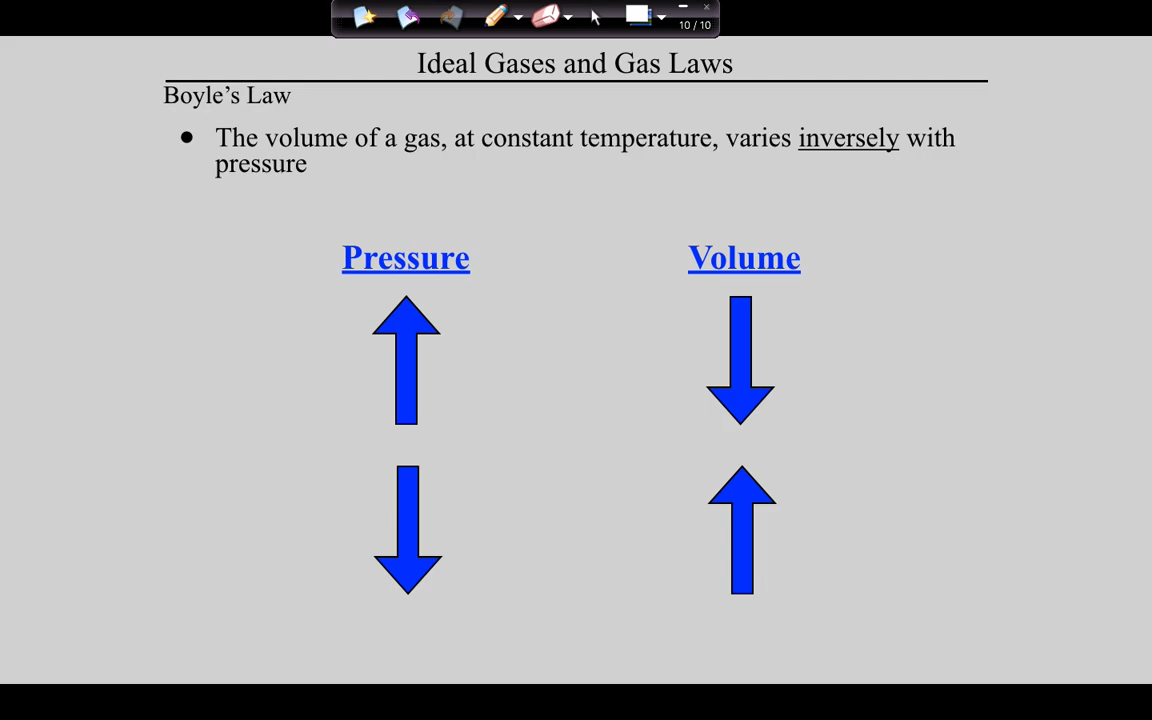 10 / 10
Ideal Gases and Gas Laws
Boyle’s Law
● The volume of a gas, at constant temperature, varies inversely with
pressure
Pressure Volume